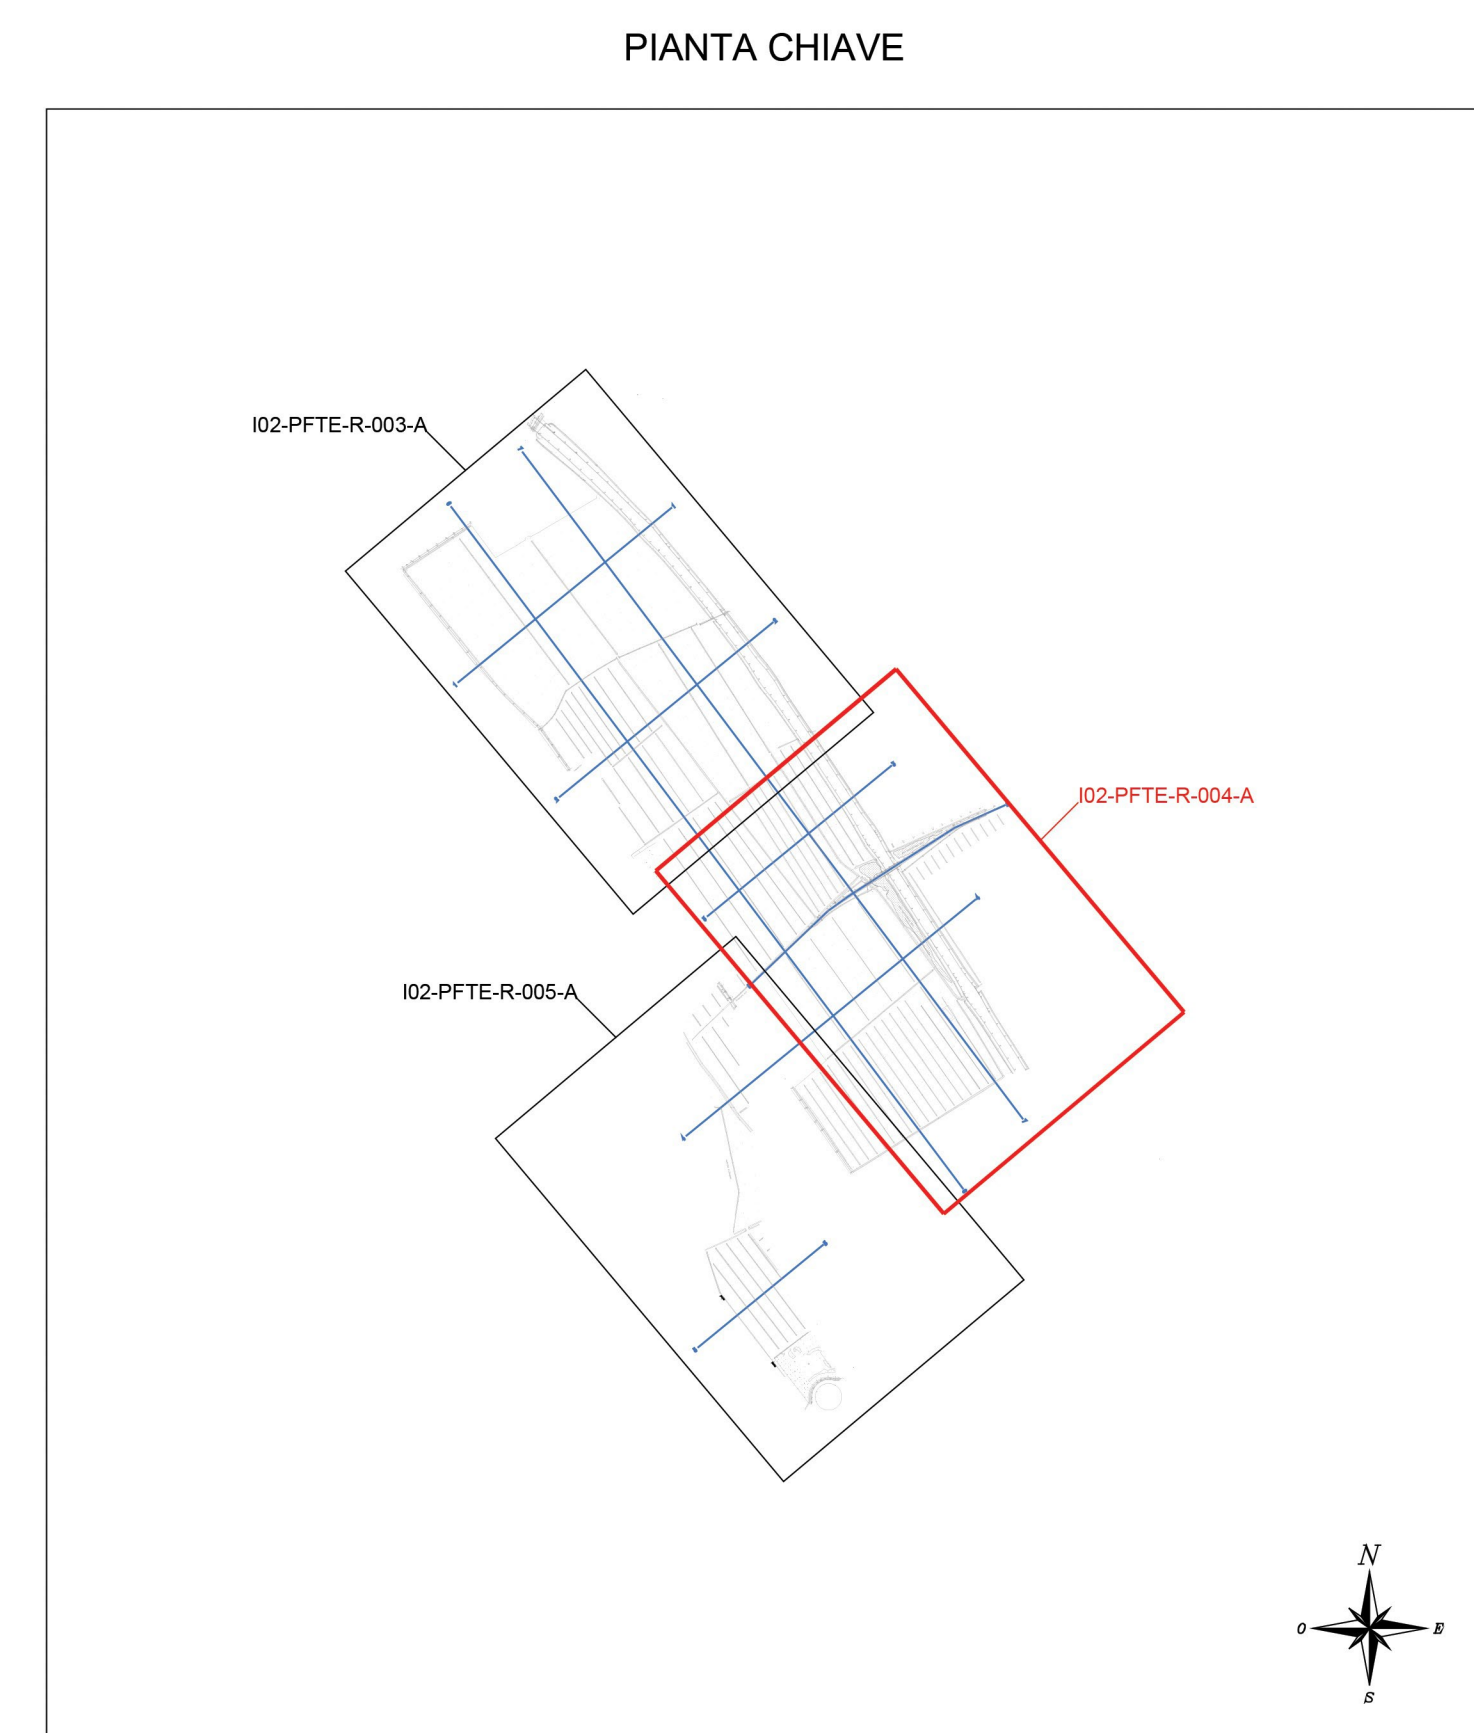 PIANTA CHIAVE
I02-PFTE-R-003-A
I02-PFTE-R-004-A
I02-PFTE-R-005-A
N
O
E
S